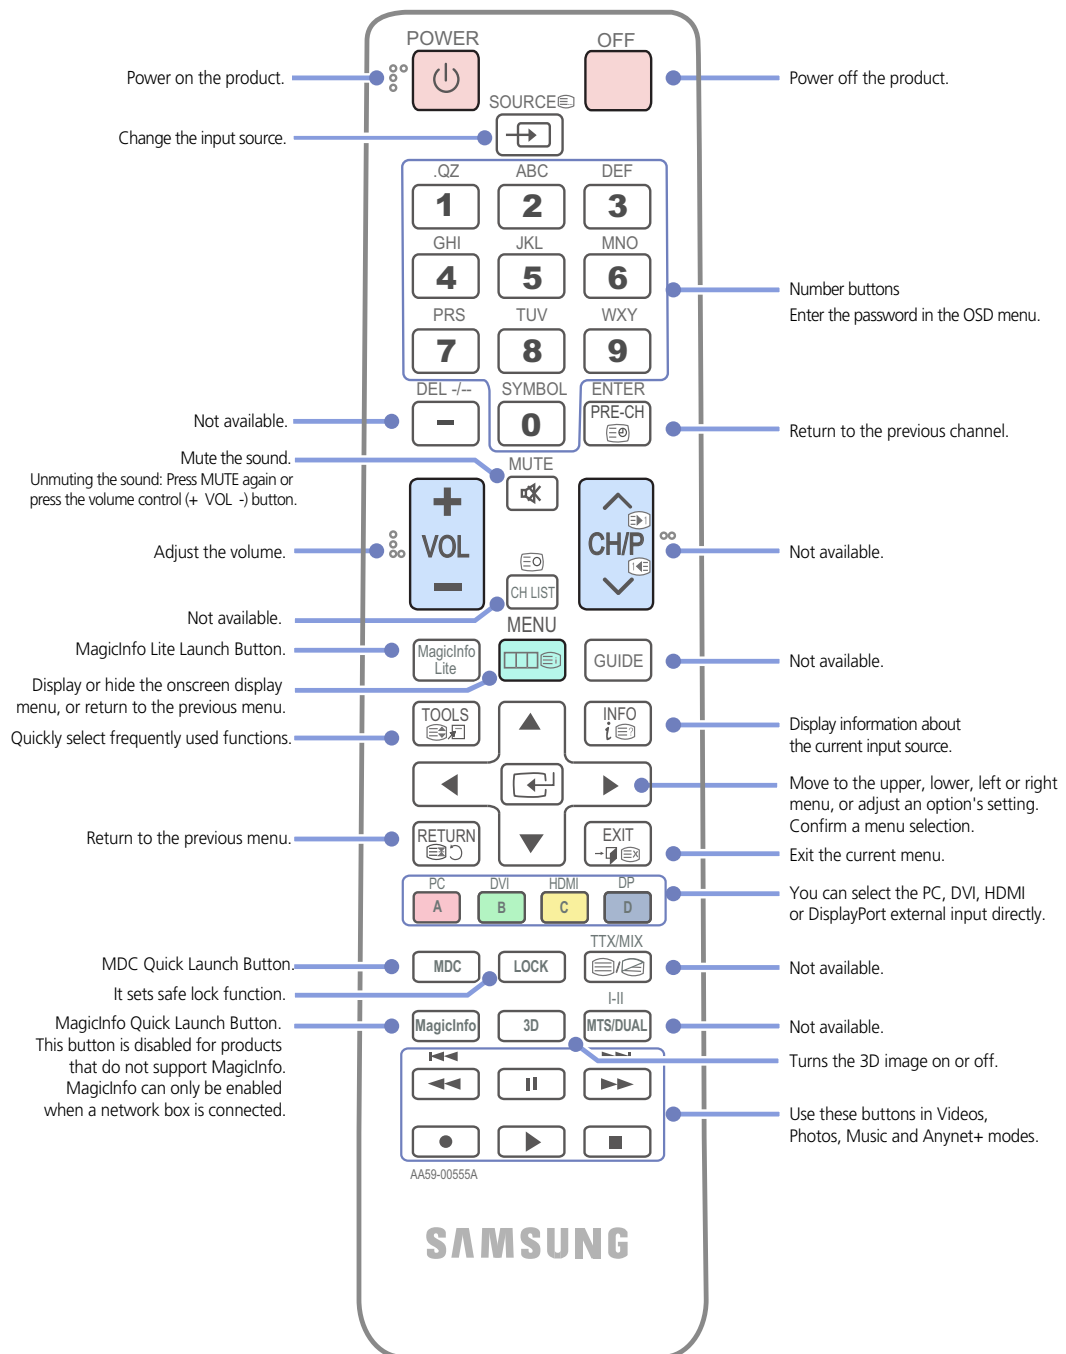 POWER
OFF
Power on the product.
Power off the product.
SOURCE
Change the input source.
.QZ ABC DEF
1 2 3
GHI JKL MNO
4 5 6
Number buttons
Enter the password in the OSD menu.
PRS TUV WXY
7 8 9
DEL -/-- SYMBOL ENTER
- 0 PRE-CH
Not available.
Return to the previous channel.
Mute the sound.
Unmuting the sound: Press MUTE again or
press the volume control (+ VOL -) button.
MUTE
+
VOL
-
CH/P
1
1
Adjust the volume.
Not available.
CH LIST
Not available.
MENU
MagicInfo Lite Launch Button.
MagicInfo
Lite
GUIDE
Not available.
Display or hide the onscreen display
menu, or return to the previous menu.
TOOLS
INFO
i ?
Quickly select frequently used functions.
Display information about
the current input source.
Move to the upper, lower, left or right
menu, or adjust an option's setting.
Confirm a menu selection.
Return to the previous menu.
RETURN
EXIT
Exit the current menu.
PC DVI HDMI DP
A B C D
You can select the PC, DVI, HDMI
or DisplayPort external input directly.
TTX/MIX
MDC Quick Launch Button.
MDC LOCK
Not available.
It sets safe lock function.
I-II
MagicInfo Quick Launch Button.
This button is disabled for products
that do not support MagicInfo.
MagicInfo can only be enabled
when a network box is connected.
MagicInfo 3D MTS/DUAL
Not available.
Turns the 3D image on or off.
Use these buttons in Videos,
Photos, Music and Anynet+ modes.
AA59-00555A
SAMSUNG